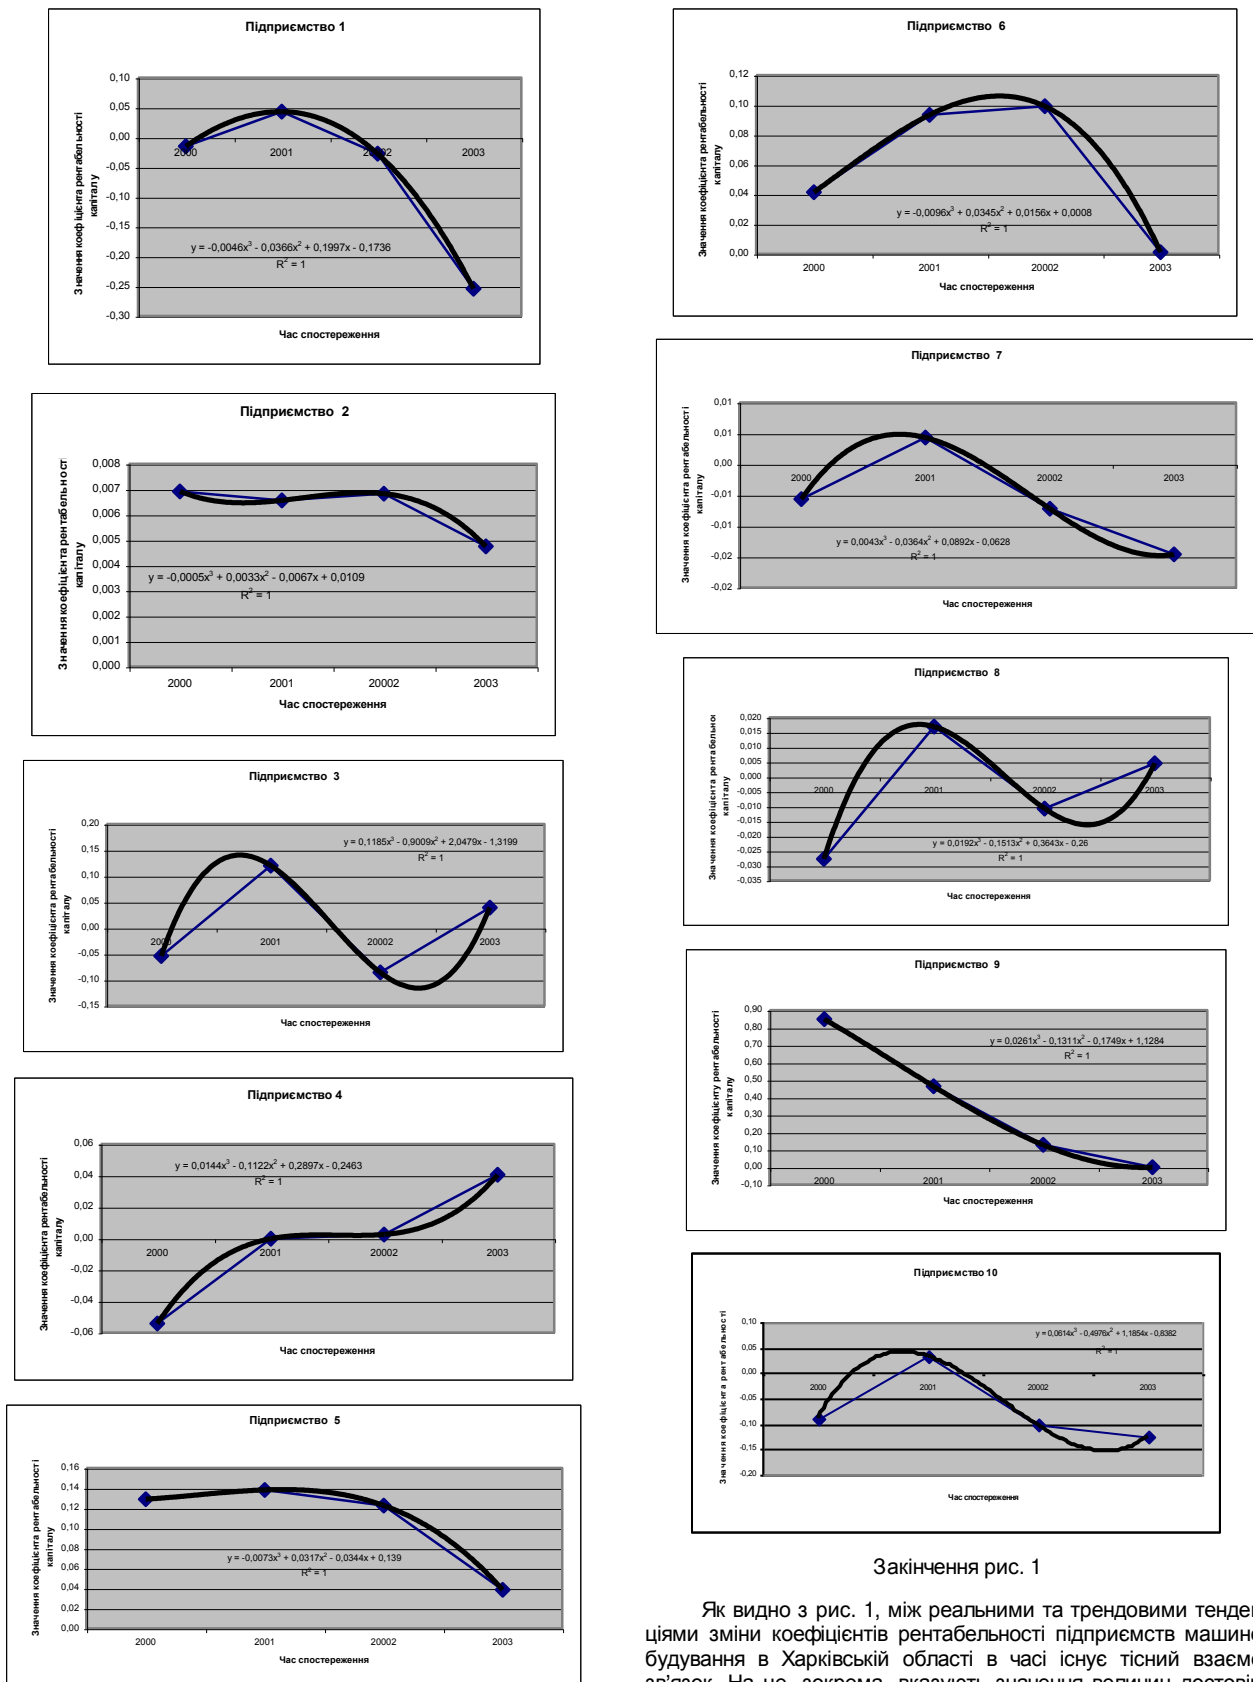 Підприємство 1
Значення коефіцієнта рентабельності
капіталу
0,10
0,05
0,00
-0,05
-0,10
-0,15
-0,20
-0,25
-0,30
2000
2001
20002
2003
y = -0,0046x³ - 0,0366x² + 0,1997x - 0,1736
R² = 1
Час спостереження
Підприємство 2
Значення коефіцієнта рентабельност
капіталу
0,008
0,007
0,006
0,005
0,004
0,003
0,002
0,001
0,000
y = -0,0005x³ + 0,0033x² - 0,0067x + 0,0109
R² = 1
2000
2001
20002
2003
Час спостереження
Підприємство 3
Значення коефіцієнта рентабельності
капіталу
0,20
0,15
0,10
0,05
0,00
-0,05
-0,10
-0,15
y = 0,1185x³ - 0,9009x² + 2,0479x - 1,3199
R² = 1
2000
2001
20002
2003
Час спостереження
Підприємство 4
Значення коефіцієнта рентабельності
капіталу
0,06
0,04
0,02
0,00
-0,02
-0,04
-0,06
y = 0,0144x³ - 0,1122x² + 0,2897x - 0,2463
R² = 1
2000
2001
20002
2003
Час спостереження
Підприємство 5
Значення коефіцієнта рентабельності
капіталу
0,16
0,14
0,12
0,10
0,08
0,06
0,04
0,02
0,00
y = -0,0073x³ + 0,0317x² - 0,0344x + 0,139
R² = 1
2000
2001
20002
2003
Час спостереження
Підприємство 6
Значення коефіцієнта рентабельності
капіталу
0,12
0,10
0,08
0,06
0,04
0,02
0,00
y = -0,0096x³ + 0,0345x² + 0,0156x + 0,0008
R² = 1
2000
2001
20002
2003
Час спостереження
Підприємство 7
Значення коефіцієнта рентабельності
капіталу
0,01
0,01
0,00
-0,01
-0,01
-0,02
-0,02
2000
2001
20002
2003
y = 0,0043x³ - 0,0364x² + 0,0892x - 0,0628
R² = 1
Час спостереження
Підприємство 8
Значення коефіцієнта рентабельної
капіталу
0,020
0,015
0,010
0,005
0,000
-0,005
-0,010
-0,015
-0,020
-0,025
-0,030
-0,035
2000
2001
20002
2003
y = 0,0192x³ - 0,1513x² + 0,3643x - 0,26
R² = 1
Час спостереження
Підприємство 9
Значення коефіцієнту рентабельності
капіталу
0,90
0,80
0,70
0,60
0,50
0,40
0,30
0,20
0,10
0,00
-0,10
y = 0,0261x³ - 0,1311x² - 0,1749x + 1,1284
R² = 1
2000
2001
20002
2003
Час спостереження
Підприємство 10
Значення коефіцієнта рентабельності
0,10
0,05
0,00
-0,05
-0,10
-0,15
-0,20
y = 0,0614x³ - 0,4976x² + 1,1854x - 0,8382
R² = 1
2000
2001
20002
2003
Час спостереження
Закінчення рис. 1
Як видно з рис. 1, між реальними та трендовими тенден
ціями зміни коефіцієнтів рентабельності підприємств машино
будування в Харківській області в часі існує тісний взаємо
зв'язок. На це, зокрема, вказують значення величин достовір